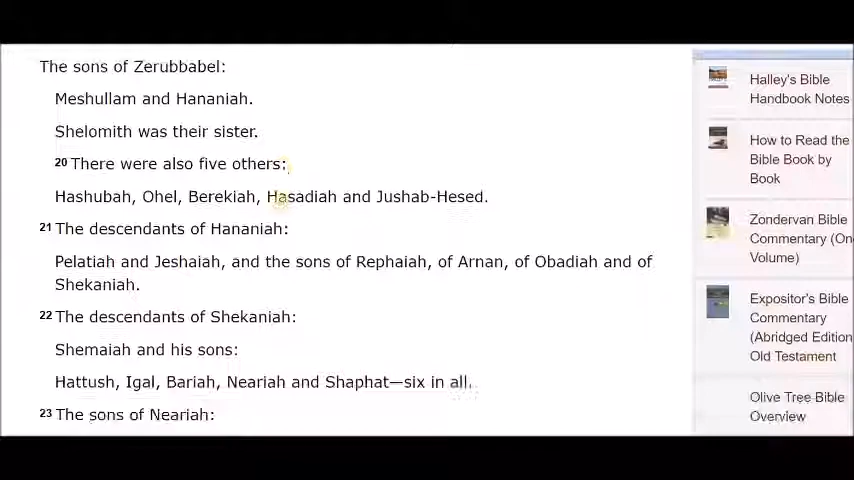 The sons of Zerubbabel:
Meshullam and Hananiah.
Shelomith was their sister.
20 There were also five others:
Hashubah, Ohel, Berekiah, Hasadiah and Jushab-Hesed.
21 The descendants of Hananiah:
Pelatiah and Jeshaiah, and the sons of Rephaiah, of Arnan, of Obadiah and of
Shekaniah.
22 The descendants of Shekaniah:
Shemaiah and his sons:
Hattush, Igal, Bariah, Neariah and Shaphat—six in all.
23 The sons of Neariah:
Halley's Bible
Handbook Notes
How to Read the
Bible Book by
Book
Zondervan Bible
Commentary (On
Volume)
Expositor's Bible
Commentary
(Abridged Edition
Old Testament
Olive Tree Bible
Overview